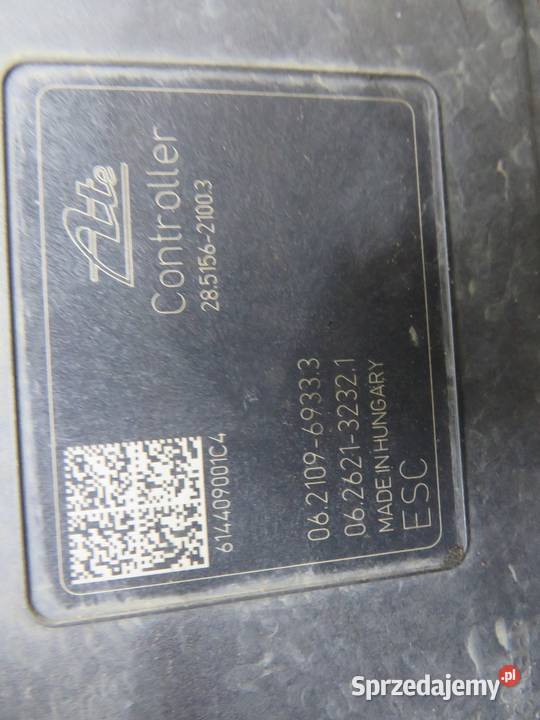 Ate
Controller
28.5156-2100.3
614409001C4
06.2109-6933.3
06.2621-3232.1
MADE IN HUNGARY
ESC
Sprzedajemy.pl